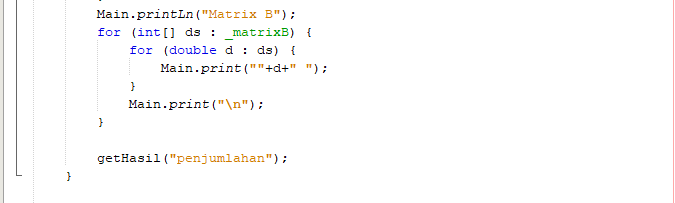 Main.printLn("Matrix B");
for (int[] ds : _matrixB) {
for (double d : ds) {
Main.print(""+d+" ");
}
Main.print("\n");
}
getHasil("penjumlahan");
}